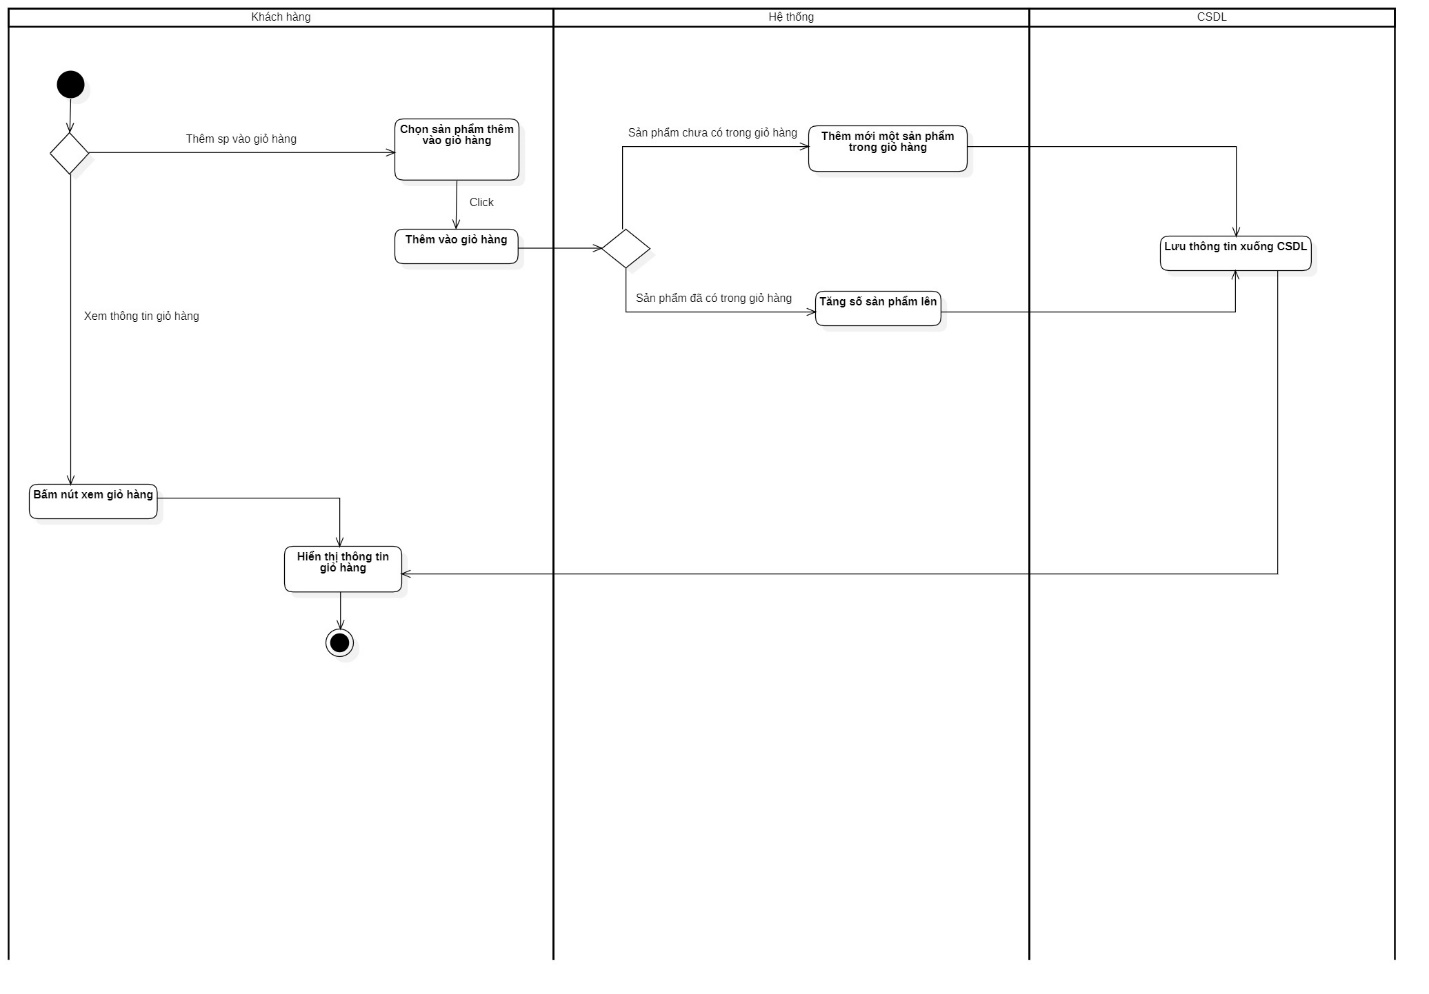 Khách hàng
Hệ thống
CSDL
Thêm sp vào giỏ hàng
Chọn sản phẩm thêm
vào giỏ hàng
Click
Thêm vào giỏ hàng
Sản phẩm chưa có trong giỏ hàng
Thêm mới một sản phẩm
trong giỏ hàng
Lưu thông tin xuống CSDL
Sản phẩm đã có trong giỏ hàng
Tăng số sản phẩm lên
Xem thông tin giỏ hàng
Bấm nút xem giỏ hàng
Hiển thị thông tin
giỏ hàng